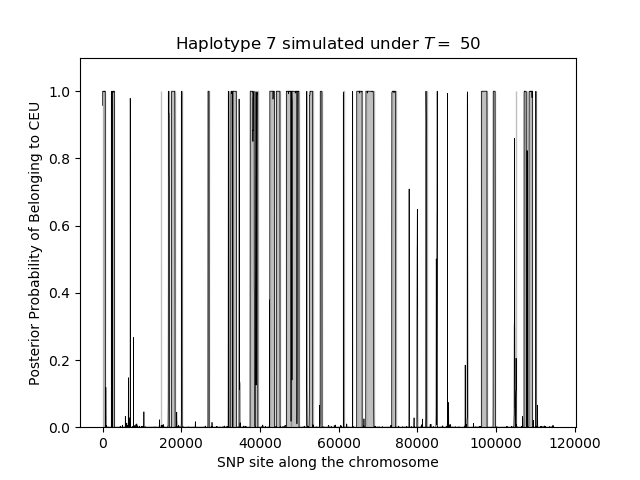 Haplotype 7 simulated under T = 50
Posterior Probability of Belonging to CEU
1.0
0.8
0.6
0.4
0.2
0.0
0 20000 40000 60000 80000 100000 120000
SNP site along the chromosome